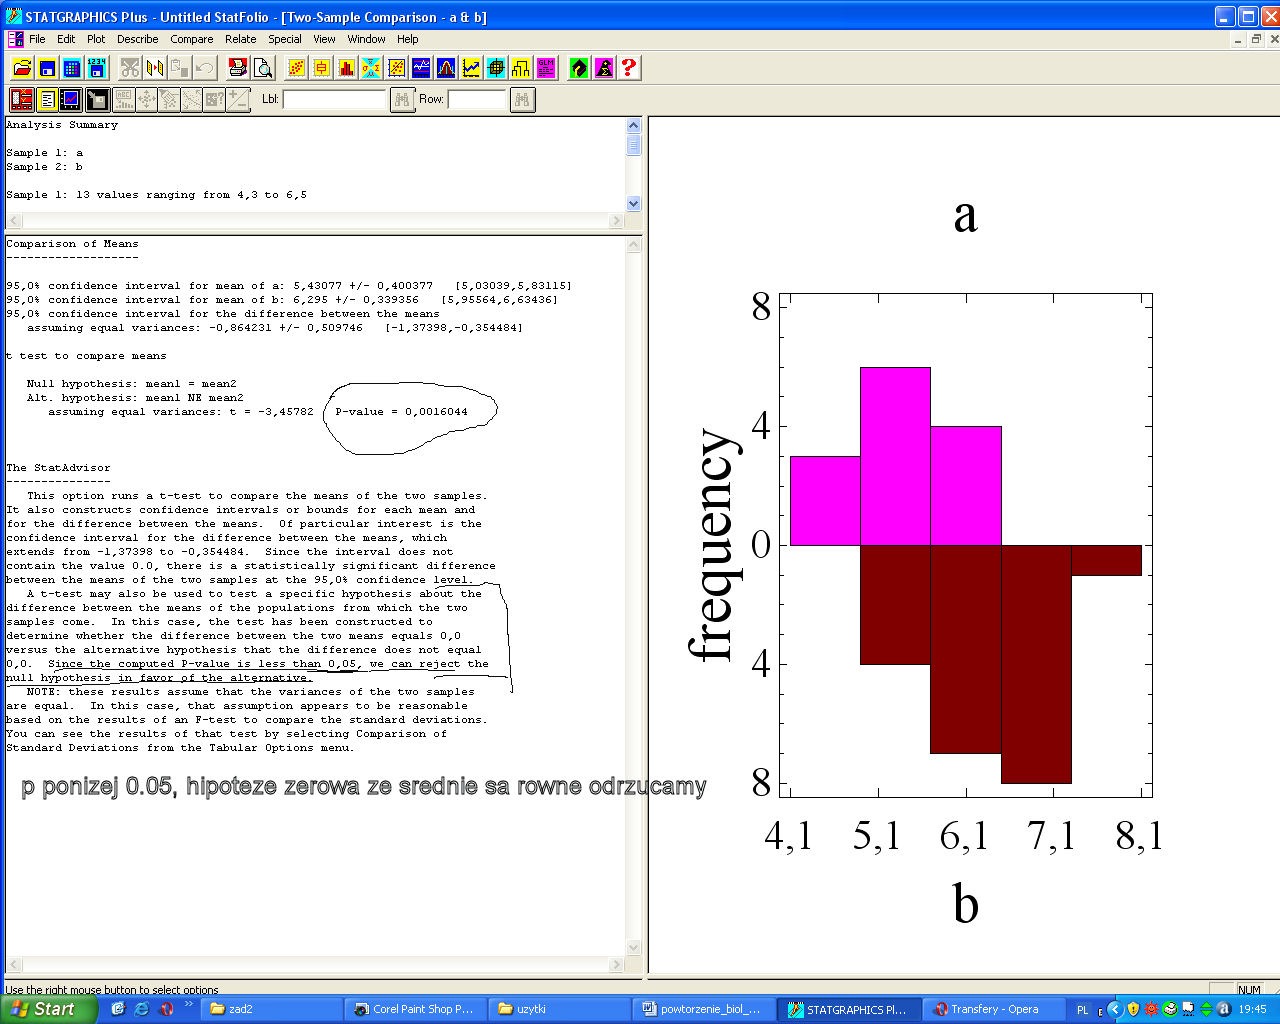 STATGRAPHICS Plus - Untitled StatFolio - [Two-Sample Comparison - a & b]
File Edit Plot Describe Compare Relate Special View Window Help
Lbl: Row:
Analysis Summary
Sample 1: a
Sample 2: b
Sample 1: 13 values ranging from 4,3 to 6,5
Comparison of Means
-------------------
95,0% confidence interval for mean of a: 5,43077 +/- 0,400377   [5,03039,5,83115]
95,0% confidence interval for mean of b: 6,295 +/- 0,339356   [5,95564,6,63436]
95,0% confidence interval for the difference between the means
assuming equal variances: -0,864231 +/- 0,509746   [-1,37398,-0,354484]
t test to compare means
Null hypothesis: mean1 = mean2
Alt. hypothesis: mean1 NE mean2
assuming equal variances: t = -3,45782   P-value = 0,0016044
The StatAdvisor
---------------
This option runs a t-test to compare the means of the two samples.
It also constructs confidence intervals or bounds for each mean and
for the difference between the means.  Of particular interest is the
confidence interval for the difference between the means, which
extends from -1,37398 to -0,354484.  Since the interval does not
contain the value 0.0, there is a statistically significant difference
between the means of the two samples at the 95,0% confidence level.
A t-test may also be used to test a specific hypothesis about the
difference between the means of the populations from which the two
samples come.  In this case, the test has been constructed to
determine whether the difference between the two means equals 0,0
versus the alternative hypothesis that the difference does not equal
0,0.  Since the computed P-value is less than 0,05, we can reject the
null hypothesis in favor of the alternative.
NOTE: these results assume that the variances of the two samples
are equal.  In this case, that assumption appears to be reasonable
based on the results of an F-test to compare the standard deviations.
You can see the results of that test by selecting Comparison of
Standard Deviations from the Tabular Options menu.
p ponizej 0.05, hipoteze zerowa ze srednie sa rowne odrzucamy
a
frequency
8
4
0
4
8
4,1 5,1 6,1 7,1 8,1
b
Use the right mouse button to select options
NUM
Start zad2 Corel Paint Shop P... uzytki powtorzenie_biol_... STATGRAPHICS Pl... Transfery - Opera PL 19:45